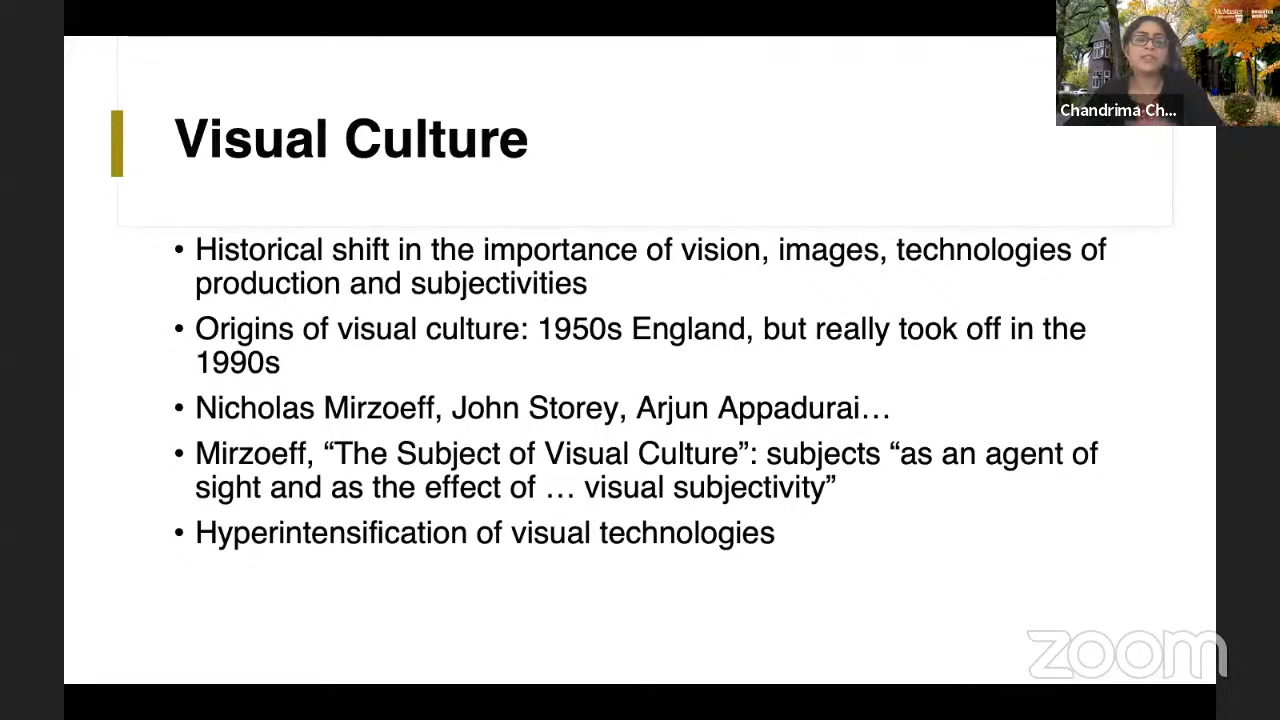 McMaster
BRIGHTER
WORLD
Chandrima Ch...
Visual Culture
• Historical shift in the importance of vision, images, technologies of
production and subjectivities
• Origins of visual culture: 1950s England, but really took off in the
1990s
• Nicholas Mirzoeff, John Storey, Arjun Appadurai…
• Mirzoeff, “The Subject of Visual Culture”: subjects “as an agent of
sight and as the effect of … visual subjectivity”
• Hyperintensification of visual technologies
zoom